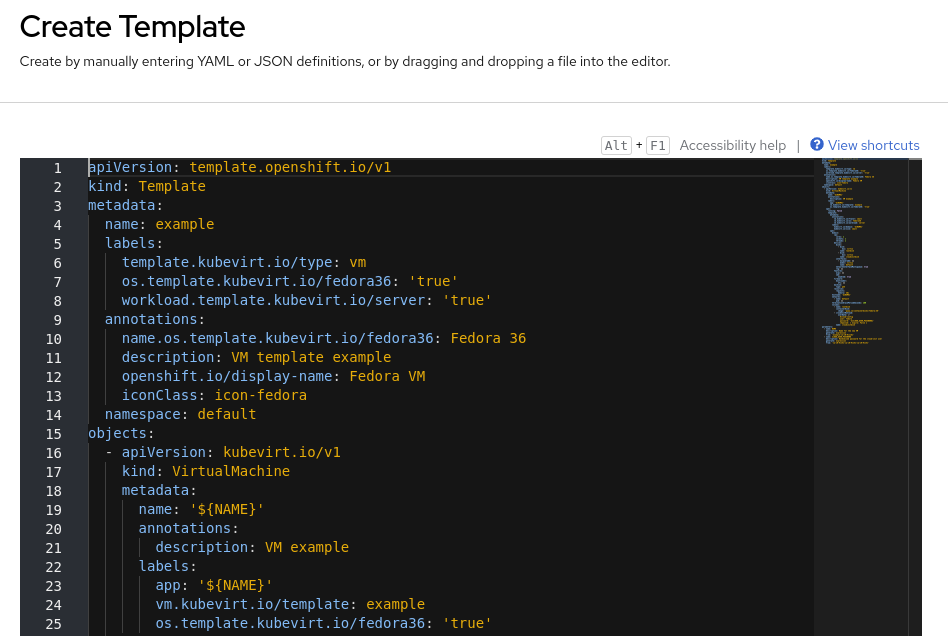 Create Template
Create by manually entering YAML or JSON definitions, or by dragging and dropping a file into the editor.
Alt + F1 Accessibility help | View shortcuts
1 apiVersion: template.openshift.io/v1
2 kind: Template
3 metadata:
4 name: example
5 labels:
6 template.kubevirt.io/type: vm
7 os.template.kubevirt.io/fedora36: 'true'
8 workload.template.kubevirt.io/server: 'true'
9 annotations:
10 name.os.template.kubevirt.io/fedora36: Fedora 36
11 description: VM template example
12 openshift.io/display-name: Fedora VM
13 iconClass: icon-fedora
14 namespace: default
15 objects:
16 - apiVersion: kubevirt.io/v1
17 kind: VirtualMachine
18 metadata:
19 name: '${NAME}'
20 annotations:
21 description: VM example
22 labels:
23 app: '${NAME}'
24 vm.kubevirt.io/template: example
25 os.template.kubevirt.io/fedora36: 'true'